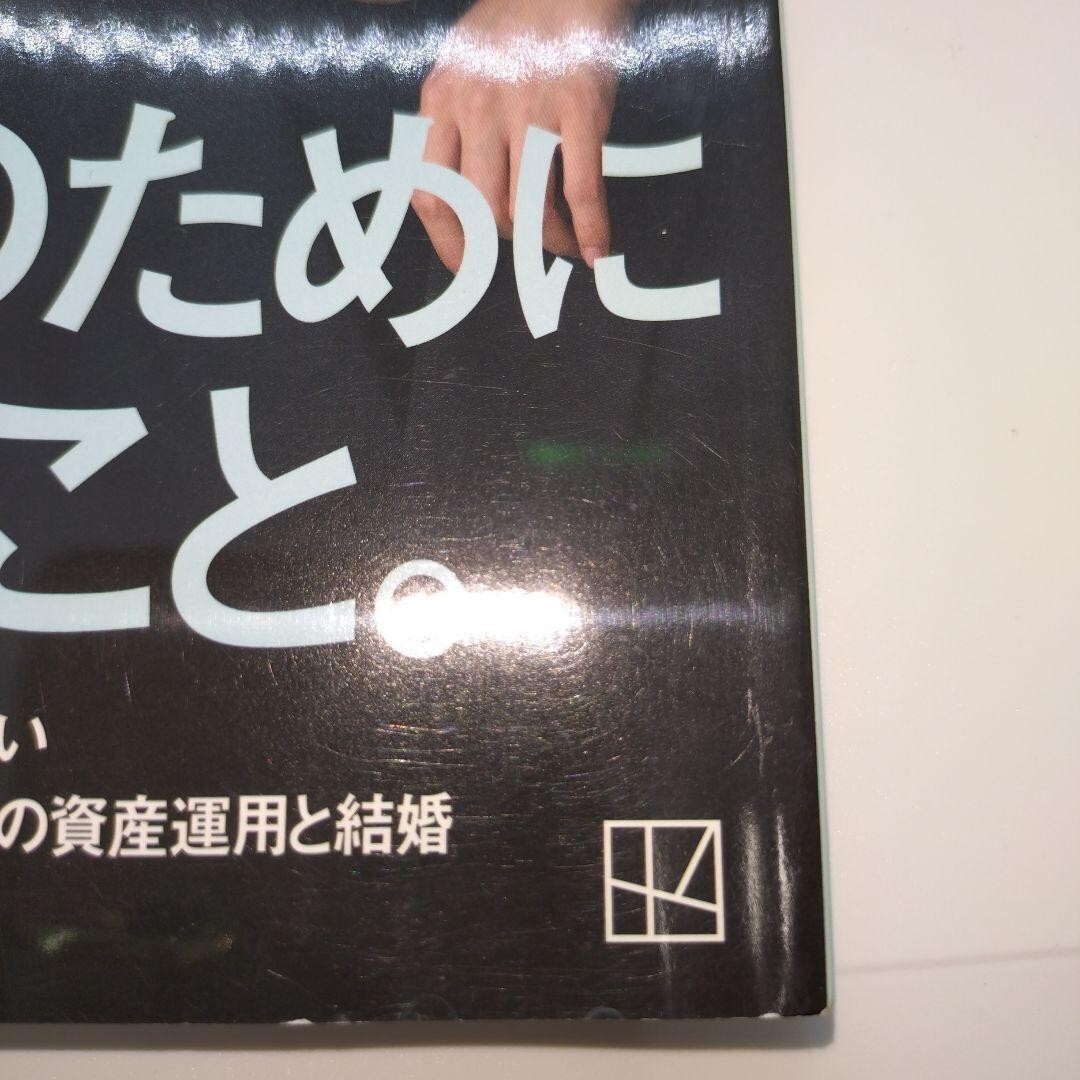 のために
こと。
い
の資産運用と結婚